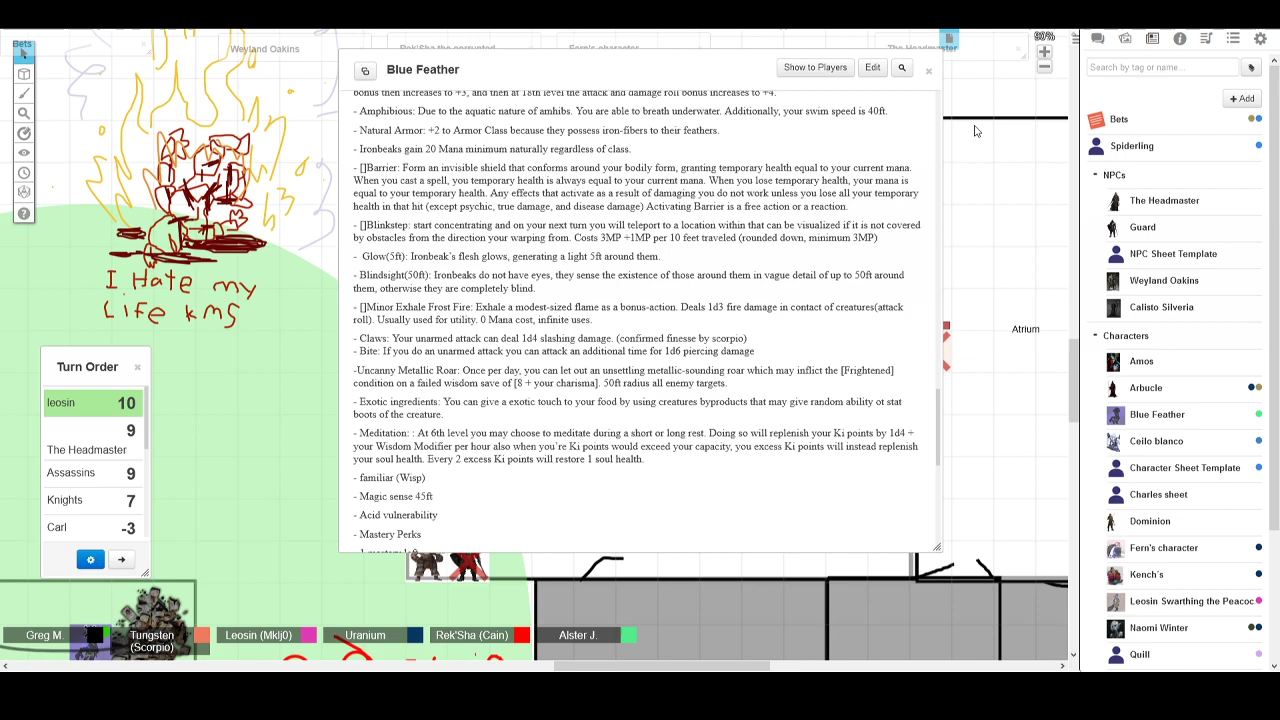 Bets
Weyland Oakins
Rek'Sha the corrupted
Fern's character
The Headmaster
90%
Blue Feather
Show to Players
Edit
bonus then increases to +3, and then at 18th level the attack and damage roll bonus increases to +4.
- Amphibious: Due to the aquatic nature of amhibs. You are able to breath underwater. Additionally, your swim speed is 40ft.
- Natural Armor: +2 to Armor Class because they possess iron-fibers to their feathers.
- Ironbeaks gain 20 Mana minimum naturally regardless of class.
- []Barrier: Form an invisible shield that conforms around your bodily form, granting temporary health equal to your current mana.
When you cast a spell, you temporary health is always equal to your current mana. When you lose temporary health, your mana is
equal to your temporary health. Any effects that activate as a result of damaging you do not work unless you lose all your temporary
health in that hit (except psychic, true damage, and disease damage) Activating Barrier is a free action or a reaction.
- []Blinkstep: start concentrating and on your next turn you will teleport to a location within that can be visualized if it is not covered
by obstacles from the direction your warping from. Costs 3MP +1MP per 10 feet traveled (rounded down, minimum 3MP)
- Glow(5ft): Ironbeak's flesh glows, generating a light 5ft around them.
- Blindsight(50ft): Ironbeaks do not have eyes, they sense the existence of those around them in vague detail of up to 50ft around
them, otherwise they are completely blind.
- []Minor Exhale Frost Fire: Exhale a modest-sized flame as a bonus-action. Deals 1d3 fire damage in contact of creatures(attack
roll). Usually used for utility. 0 Mana cost, infinite uses.
- Claws: Your unarmed attack can deal 1d4 slashing damage. (confirmed finesse by scorpio)
- Bite: If you do an unarmed attack you can attack an additional time for 1d6 piercing damage
-Uncanny Metallic Roar: Once per day, you can let out an unsettling metallic-sounding roar which may inflict the [Frightened]
condition on a failed wisdom save of [8 + your charisma]. 50ft radius all enemy targets.
- Exotic ingredients: You can give a exotic touch to your food by using creatures byproducts that may give random ability ot stat
boots of the creature.
- Meditation: : At 6th level you may choose to meditate during a short or long rest. Doing so will replenish your Ki points by 1d4 +
your Wisdom Modifier per hour also when you're Ki points would exceed your capacity, you excess Ki points will instead replenish
your soul health. Every 2 excess Ki points will restore 1 soul health.
- familiar (Wisp)
- Magic sense 45ft
- Acid vulnerability
- Mastery Perks
I Hate my
Life kms
Turn Order
leosin 10
9
The Headmaster
Assassins 9
Knights 7
Carl -3
Atrium
Greg M.
Tungsten
(Scorpio)
Leosin (Mklj0)
Uranium
Rek'Sha (Cain)
Alster J.
Search by tag or name...
+ Add
Bets
Spiderling
NPCs
The Headmaster
Guard
NPC Sheet Template
Weyland Oakins
Calisto Silveria
Characters
Amos
Arbucle
Blue Feather
Ceilo blanco
Character Sheet Template
Charles sheet
Dominion
Fern's character
Kench's
Leosin Swarthing the Peacoc
Naomi Winter
Quill